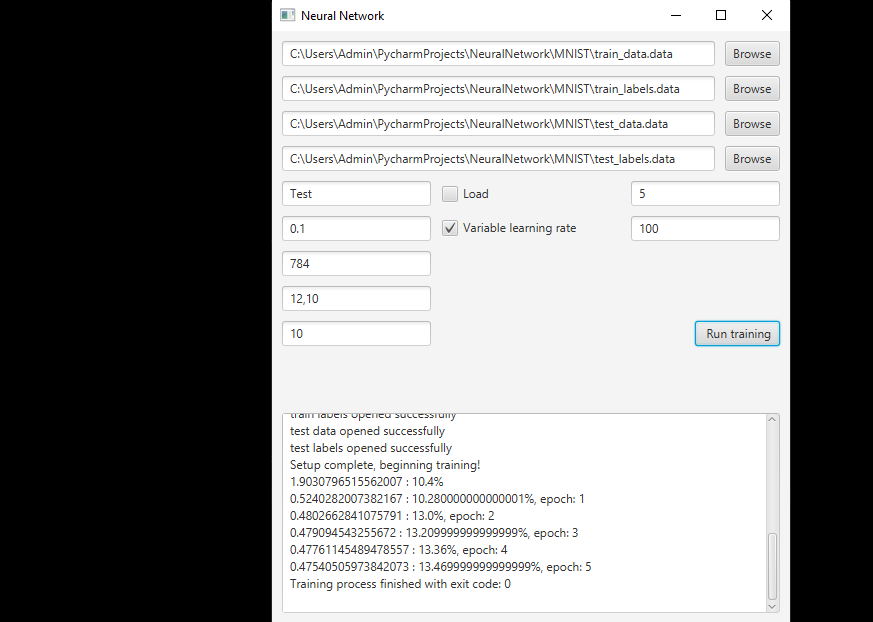 Neural Network
C:\Users\Admin\PycharmProjects\NeuralNetwork\MNIST\train_data.data Browse
C:\Users\Admin\PycharmProjects\NeuralNetwork\MNIST\train_labels.data Browse
C:\Users\Admin\PycharmProjects\NeuralNetwork\MNIST\test_data.data Browse
C:\Users\Admin\PycharmProjects\NeuralNetwork\MNIST\test_labels.data Browse
Test Load 5
0.1 Variable learning rate 100
784
12,10
10 Run training
train labels opened successfully
test data opened successfully
test labels opened successfully
Setup complete, beginning training!
1.9030796515562007 : 10.4%
0.5240282007382167 : 10.280000000000001%, epoch: 1
0.4802662841075791 : 13.0%, epoch: 2
0.479094543255672 : 13.209999999999999%, epoch: 3
0.47761145489478557 : 13.36%, epoch: 4
0.47540505973842073 : 13.469999999999999%, epoch: 5
Training process finished with exit code: 0